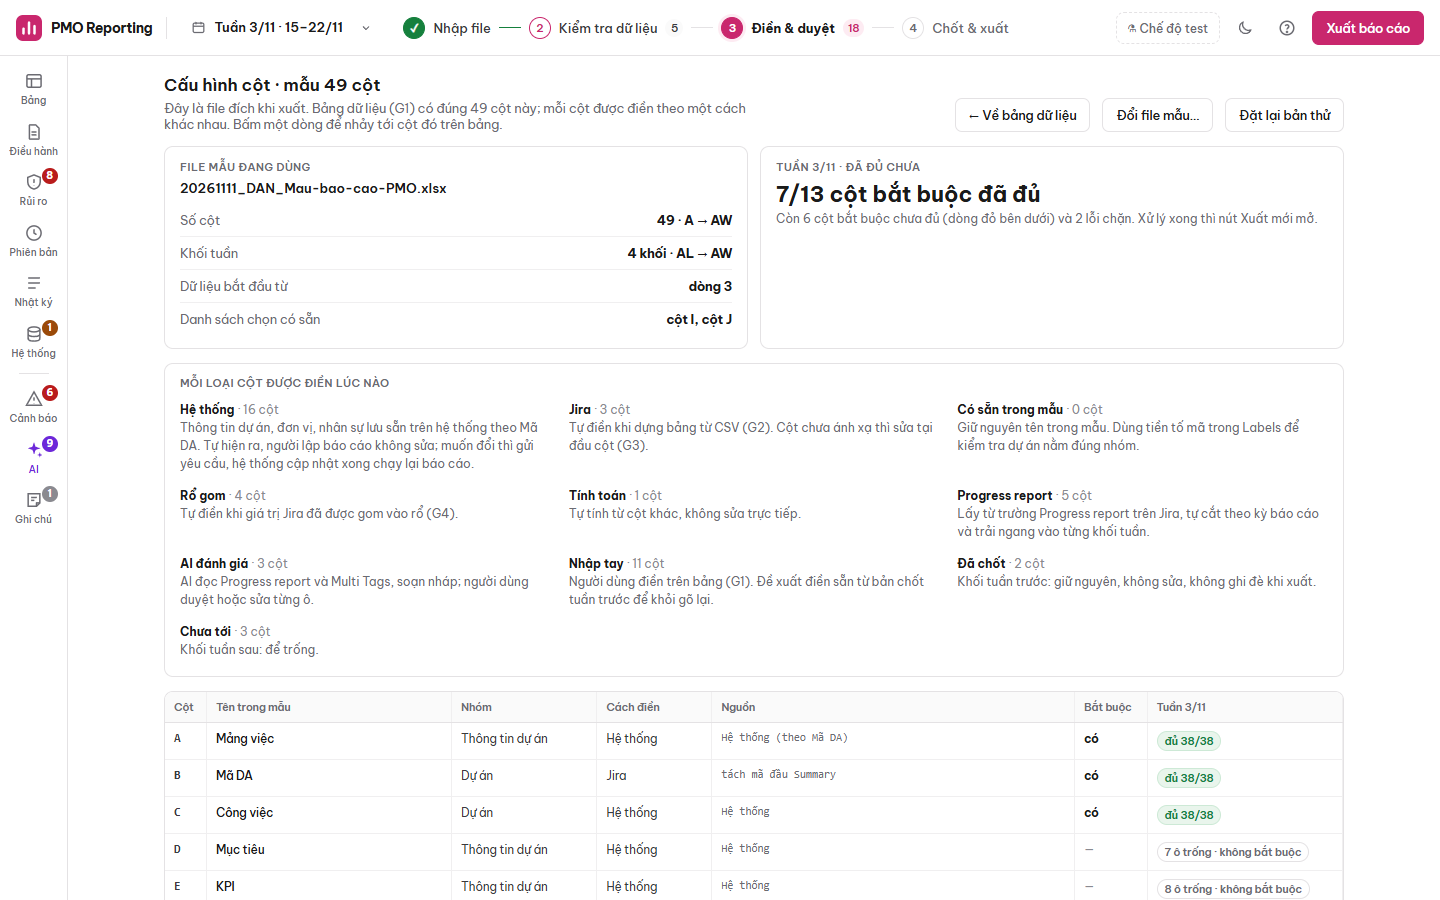 PMO Reporting
Tuần 3/11 · 15–22/11
Nhập file
2 Kiểm tra dữ liệu 5
3 Điền & duyệt 18
4 Chốt & xuất
Chế độ test
Xuất báo cáo
Bảng
Điều hành
8
Rủi ro
Phiên bản
Nhật ký
1
Hệ thống
6
Cảnh báo
9
AI
1
Ghi chú
Cấu hình cột · mẫu 49 cột
Đây là file đích khi xuất. Bảng dữ liệu (G1) có đúng 49 cột này; mỗi cột được điền theo một cách
khác nhau. Bấm một dòng để nhảy tới cột đó trên bảng.
← Về bảng dữ liệu
Đổi file mẫu...
Đặt lại bản thử
FILE MẪU ĐANG DÙNG
20261111_DAN_Mau-bao-cao-PMO.xlsx
Số cột 49 · A → AW
Khối tuần 4 khối · AL → AW
Dữ liệu bắt đầu từ dòng 3
Danh sách chọn có sẵn cột I, cột J
TUẦN 3/11 · ĐÃ ĐỦ CHƯA
7/13 cột bắt buộc đã đủ
Còn 6 cột bắt buộc chưa đủ (dòng đỏ bên dưới) và 2 lỗi chặn. Xử lý xong thì nút Xuất mới mở.
MỖI LOẠI CỘT ĐƯỢC ĐIỀN LÚC NÀO
Hệ thống · 16 cột
Thông tin dự án, đơn vị, nhân sự lưu sẵn trên hệ thống theo Mã
DA. Tự hiện ra, người lập báo cáo không sửa; muốn đổi thì gửi
yêu cầu, hệ thống cập nhật xong chạy lại báo cáo.
Jira · 3 cột
Tự điền khi dựng bảng từ CSV (G2). Cột chưa ánh xạ thì sửa tại
đầu cột (G3).
Có sẵn trong mẫu · 0 cột
Giữ nguyên tên trong mẫu. Dùng tiền tố mã trong Labels để
kiểm tra dự án nằm đúng nhóm.
Rổ gom · 4 cột
Tự điền khi giá trị Jira đã được gom vào rổ (G4).
Tính toán · 1 cột
Tự tính từ cột khác, không sửa trực tiếp.
Progress report · 5 cột
Lấy từ trường Progress report trên Jira, tự cắt theo kỳ báo cáo
và trải ngang vào từng khối tuần.
AI đánh giá · 3 cột
AI đọc Progress report và Multi Tags, soạn nháp; người dùng
duyệt hoặc sửa từng ô.
Nhập tay · 11 cột
Người dùng điền trên bảng (G1). Đề xuất điền sẵn từ bản chốt
tuần trước để khỏi gõ lại.
Đã chốt · 2 cột
Khối tuần trước: giữ nguyên, không sửa, không ghi đè khi xuất.
Chưa tới · 3 cột
Khối tuần sau: để trống.
Cột Tên trong mẫu Nhóm Cách điền Nguồn Bắt buộc Tuần 3/11
A Mảng việc Thông tin dự án Hệ thống Hệ thống (theo Mã DA) có đủ 38/38
B Mã DA Dự án Jira tách mã đầu Summary có đủ 38/38
C Công việc Dự án Hệ thống Hệ thống có đủ 38/38
D Mục tiêu Thông tin dự án Hệ thống Hệ thống — 7 ô trống · không bắt buộc
E KPI Thông tin dự án Hệ thống Hệ thống — 8 ô trống · không bắt buộc